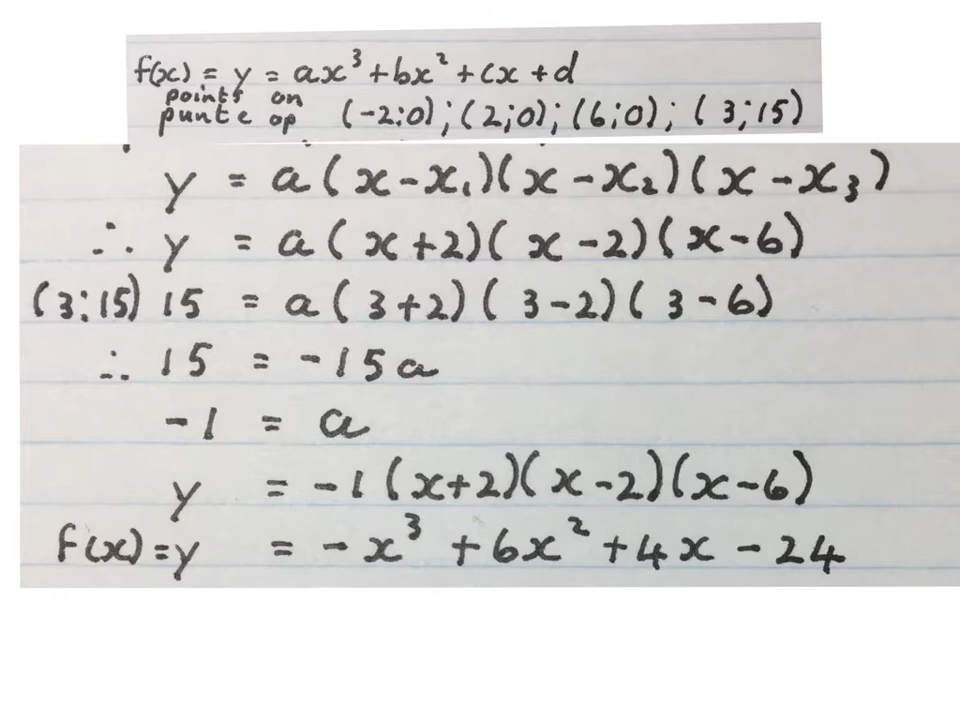 f(x) = y = ax³ + bx² + cx + d
points on
punte op (-2;0); (2;0); (6;0); (3;15)
y = a(x-x₁)(x-x₂)(x-x₃)
∴ y = a(x+2)(x-2)(x-6)
(3;15) 15 = a(3+2)(3-2)(3-6)
∴ 15 = -15a
-1 = a
y = -1(x+2)(x-2)(x-6)
f(x)=y = -x³ + 6x² + 4x - 24